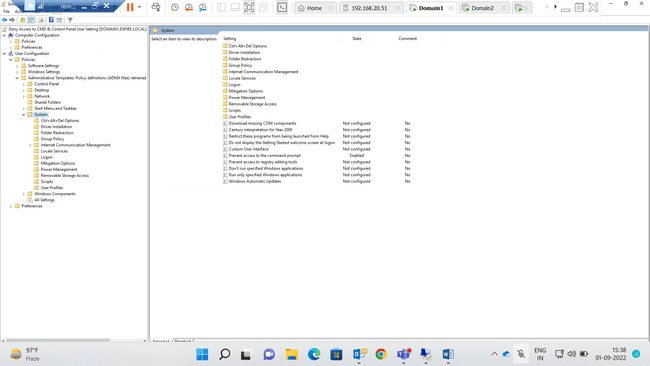 Home
192.168.20.51
Domain1
Domain2
File
Deny Access to CMD & Control Panel User Setting [DOMAIN1.ESPIRE.LOCAL]
Computer Configuration
Policies
Preferences
User Configuration
Policies
Software Settings
Windows Settings
Administrative Templates: Policy definitions (ADMX files) retrieved
Control Panel
Desktop
Network
Shared Folders
Start Menu and Taskbar
System
Ctrl+Alt+Del Options
Driver Installation
Folder Redirection
Group Policy
Internet Communication Management
Locale Services
Logon
Mitigation Options
Power Management
Removable Storage Access
Scripts
User Profiles
Windows Components
All Settings
Preferences
System
Select an item to view its description.
Setting State Comment
Ctrl+Alt+Del Options
Driver Installation
Folder Redirection
Group Policy
Internet Communication Management
Locale Services
Logon
Mitigation Options
Power Management
Removable Storage Access
Scripts
User Profiles
Download missing COM components Not configured No
Century interpretation for Year 2000 Not configured No
Restrict these programs from being launched from Help Not configured No
Do not display the Getting Started welcome screen at logon Not configured No
Custom User Interface Not configured No
Prevent access to the command prompt Enabled No
Prevent access to registry editing tools Not configured No
Don't run specified Windows applications Not configured No
Run only specified Windows applications Not configured No
Windows Automatic Updates Not configured No
Extended Standard
97°F
Haze
ENG
IN
15:38
01-09-2022